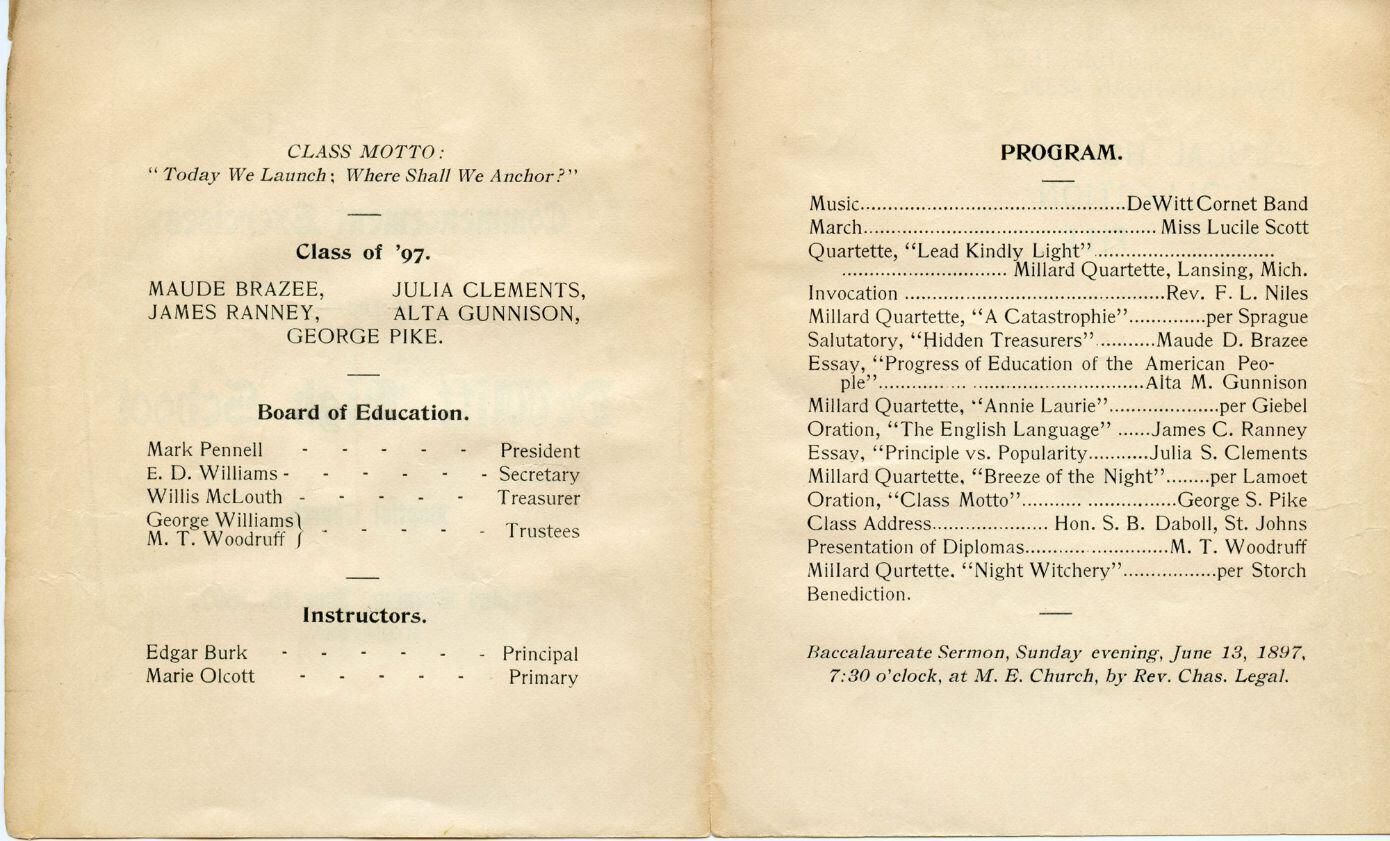 CLASS MOTTO:
“Today We Launch; Where Shall We Anchor?”
Class of ’97.
MAUDE BRAZEE, JULIA CLEMENTS,
JAMES RANNEY, ALTA GUNNISON,
GEORGE PIKE.
Board of Education.
Mark Pennell - - - - - President
E. D. Williams - - - - - - Secretary
Willis McLouth - - - - - Treasurer
George Williams }
M. T. Woodruff } - - - - - Trustees
Instructors.
Edgar Burk - - - - - - Principal
Marie Olcott - - - - - Primary
PROGRAM.
Music..........................................DeWitt Cornet Band
March............................................... Miss Lucile Scott
Quartette, “Lead Kindly Light”..............................
........................... Millard Quartette, Lansing, Mich.
Invocation ..........................................Rev. F. L. Niles
Millard Quartette, “A Catastrophie”.............per Sprague
Salutatory, “Hidden Treasurers”..........Maude D. Brazee
Essay, “Progress of Education of the American Peo-
ple”..........................................Alta M. Gunnison
Millard Quartette, “Annie Laurie”....................per Giebel
Oration, “The English Language” ......James C. Ranney
Essay, “Principle vs. Popularity..........Julia S. Clements
Millard Quartette, “Breeze of the Night”........per Lamoet
Oration, “Class Motto”.........................George S. Pike
Class Address..................... Hon. S. B. Daboll, St. Johns
Presentation of Diplomas..........................M. T. Woodruff
Millard Qurtette. “Night Witchery”................per Storch
Benediction.
Baccalaureate Sermon, Sunday evening, June 13, 1897,
7:30 o’clock, at M. E. Church, by Rev. Chas. Legal.